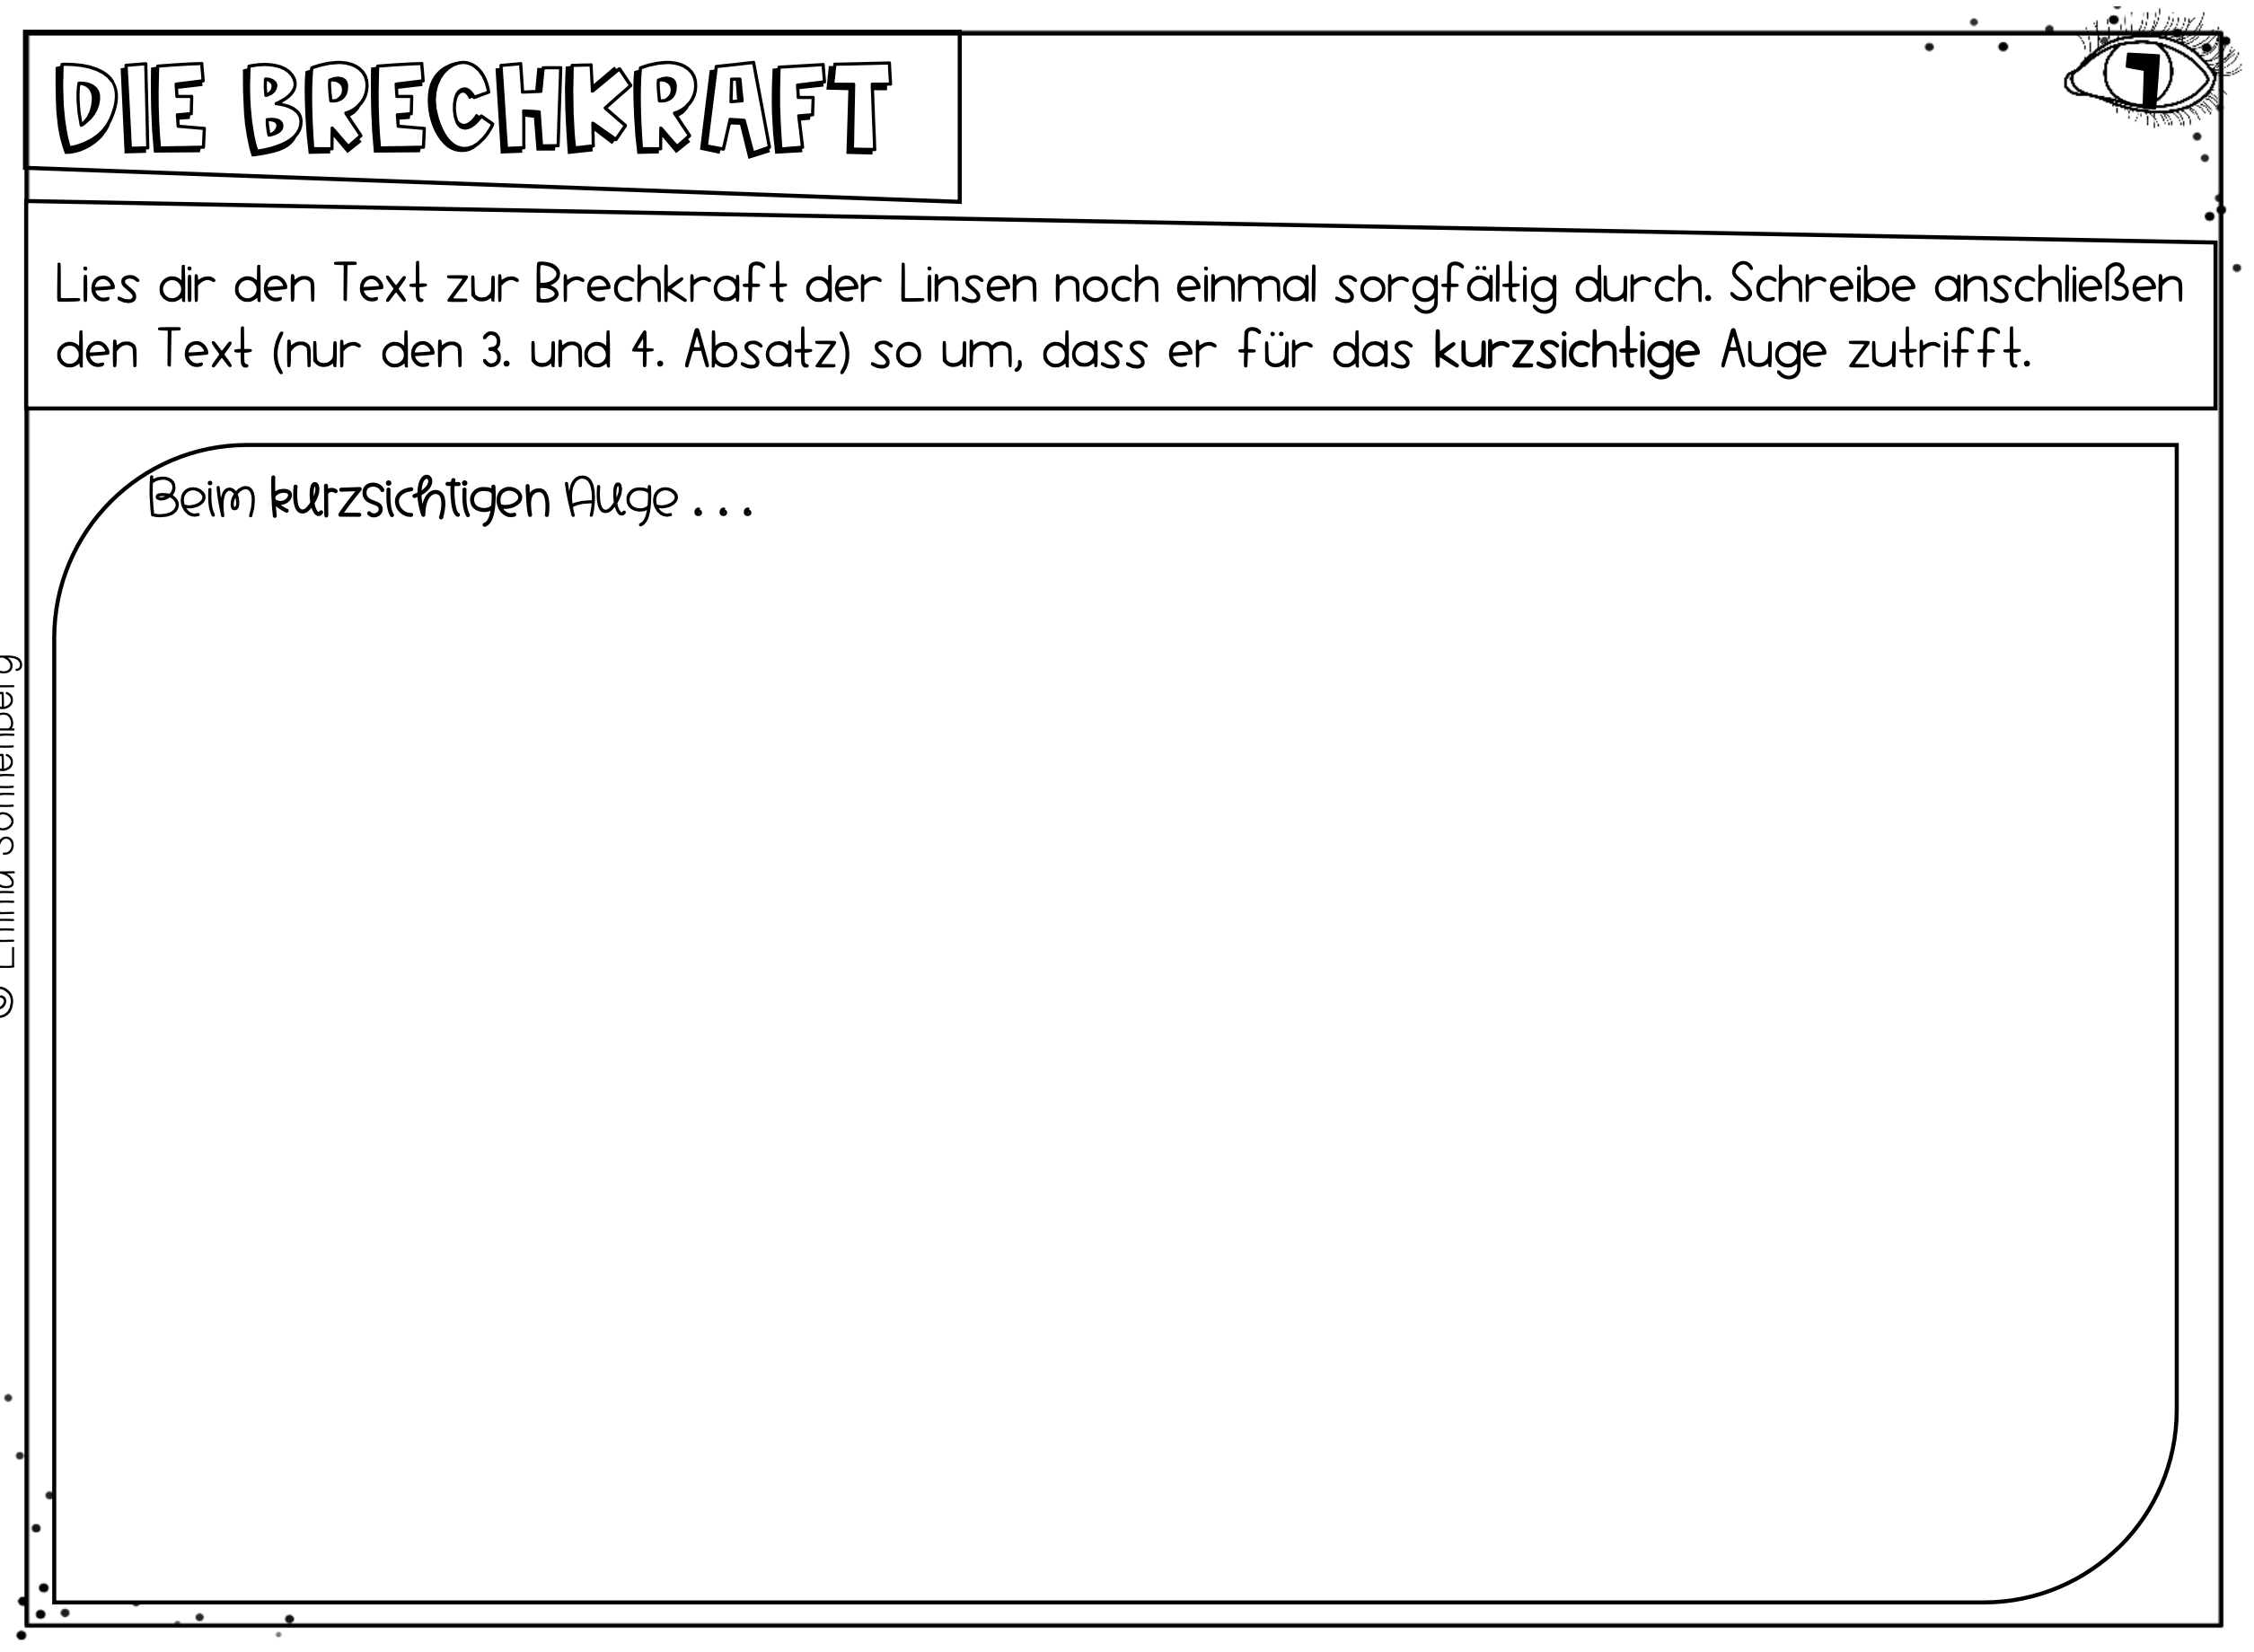 DIE BRECHKRAFT
7
Lies dir den Text zur Brechkraft der Linsen noch einmal sorgfältig durch. Schreibe anschließen
den Text (nur den 3. und 4. Absatz) so um, dass er für das kurzsichtige Auge zutrifft.
Beim kurzsichtigen Auge ...
© Emma Sonnenberg